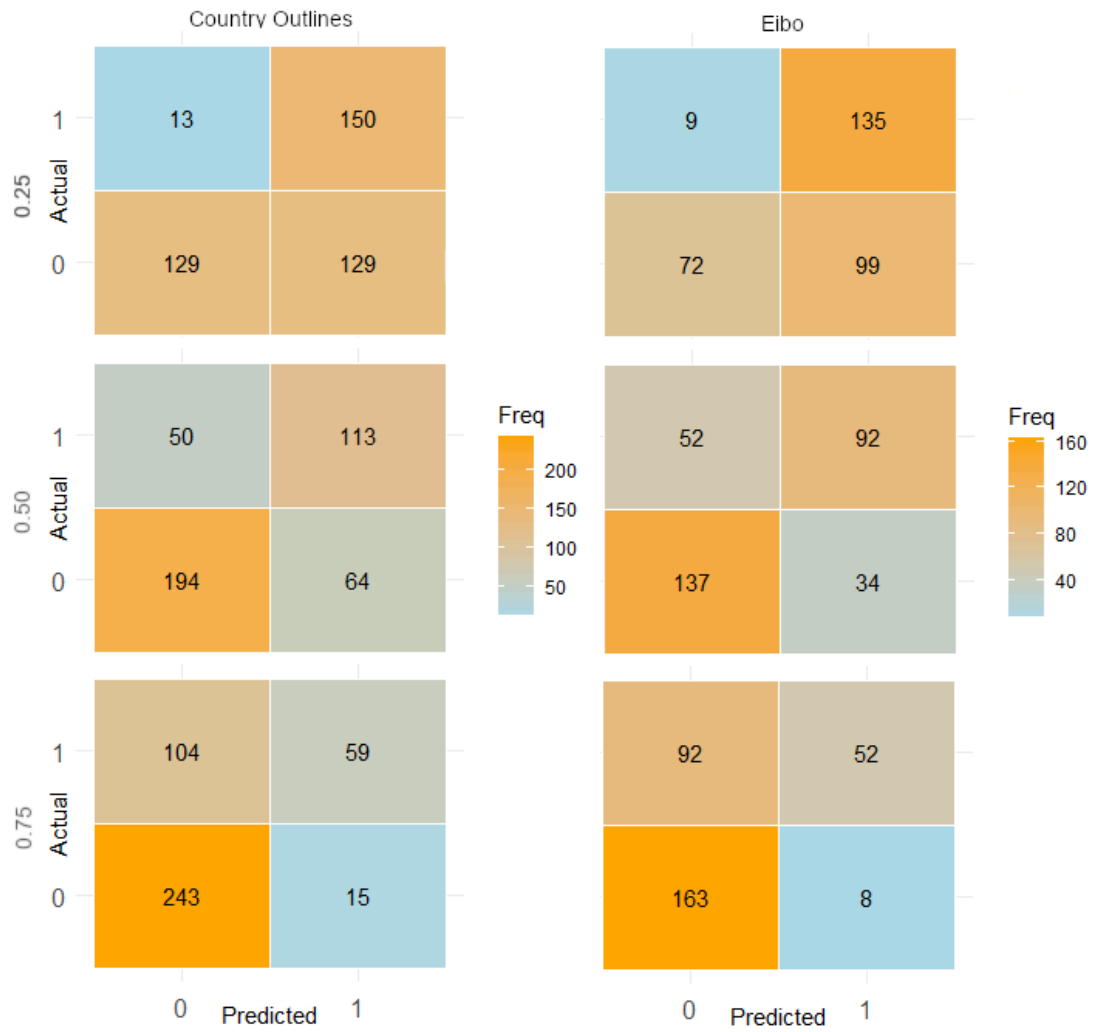 Country Outlines
Eibo
1 13 150
9 135
0.25 Actual
0 129 129
72 99
1 50 113
52 92
Freq
200
150
100
50
Freq
160
120
80
40
0.50 Actual
0 194 64
137 34
1 104 59
92 52
0.75 Actual
0 243 15
163 8
0 Predicted 1
0 Predicted 1